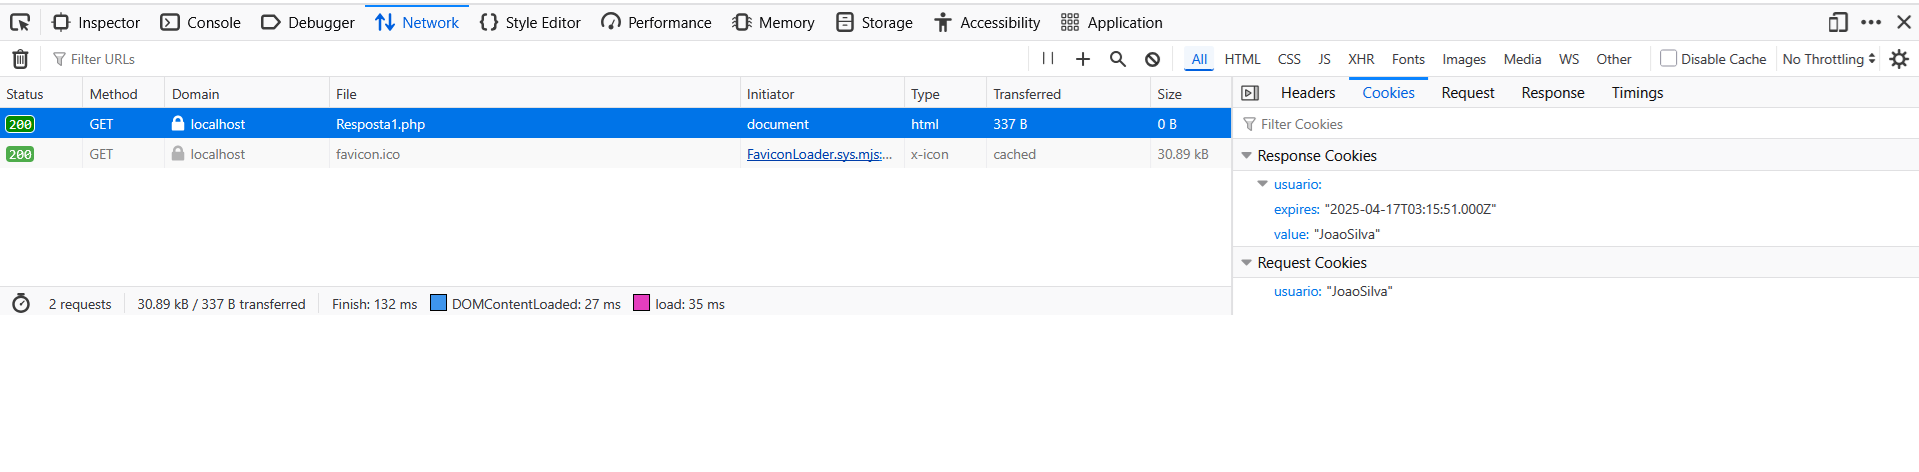 Inspector Console Debugger Network Style Editor Performance Memory Storage Accessibility Application
Filter URLs All HTML CSS JS XHR Fonts Images Media WS Other Disable Cache No Throttling
Status Method Domain File Initiator Type Transferred Size
200 GET localhost Resposta1.php document html 337 B 0 B
200 GET localhost favicon.ico FaviconLoader.sys.mjs:... x-icon cached 30.89 kB
2 requests 30.89 kB / 337 B transferred Finish: 132 ms DOMContentLoaded: 27 ms load: 35 ms
Headers Cookies Request Response Timings
Filter Cookies
Response Cookies
usuario:
expires: "2025-04-17T03:15:51.000Z"
value: "JoaoSilva"
Request Cookies
usuario: "JoaoSilva"